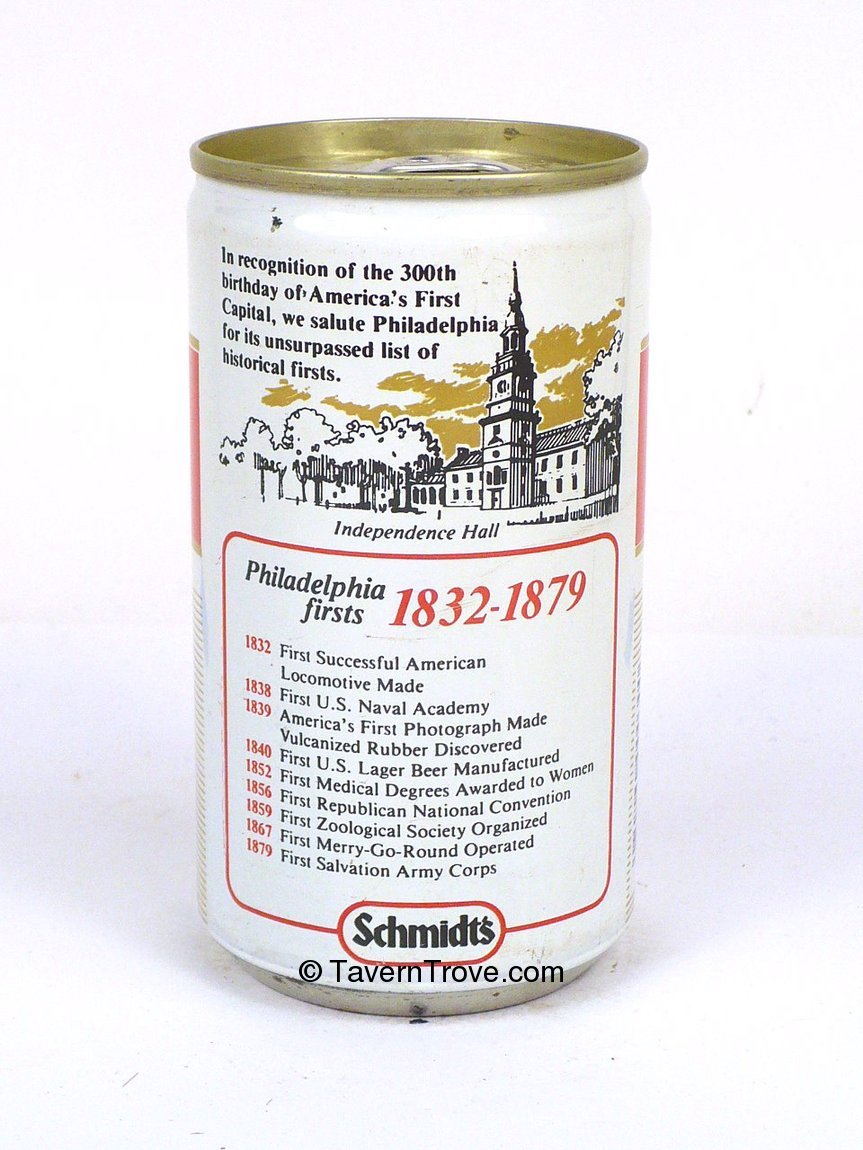 In recognition of the 300th
birthday of America's First
Capital, we salute Philadelphia
for its unsurpassed list of
historical firsts.
Independence Hall
Philadelphia
firsts
1832-1879
1832 First Successful American
Locomotive Made
1838 First U.S. Naval Academy
1839 America's First Photograph Made
Vulcanized Rubber Discovered
1840 First U.S. Lager Beer Manufactured
1852 First Medical Degrees Awarded to Women
1856 First Republican National Convention
1859 First Zoological Society Organized
1867 First Merry-Go-Round Operated
1879 First Salvation Army Corps
Schmidt's
© TavernTrove.com